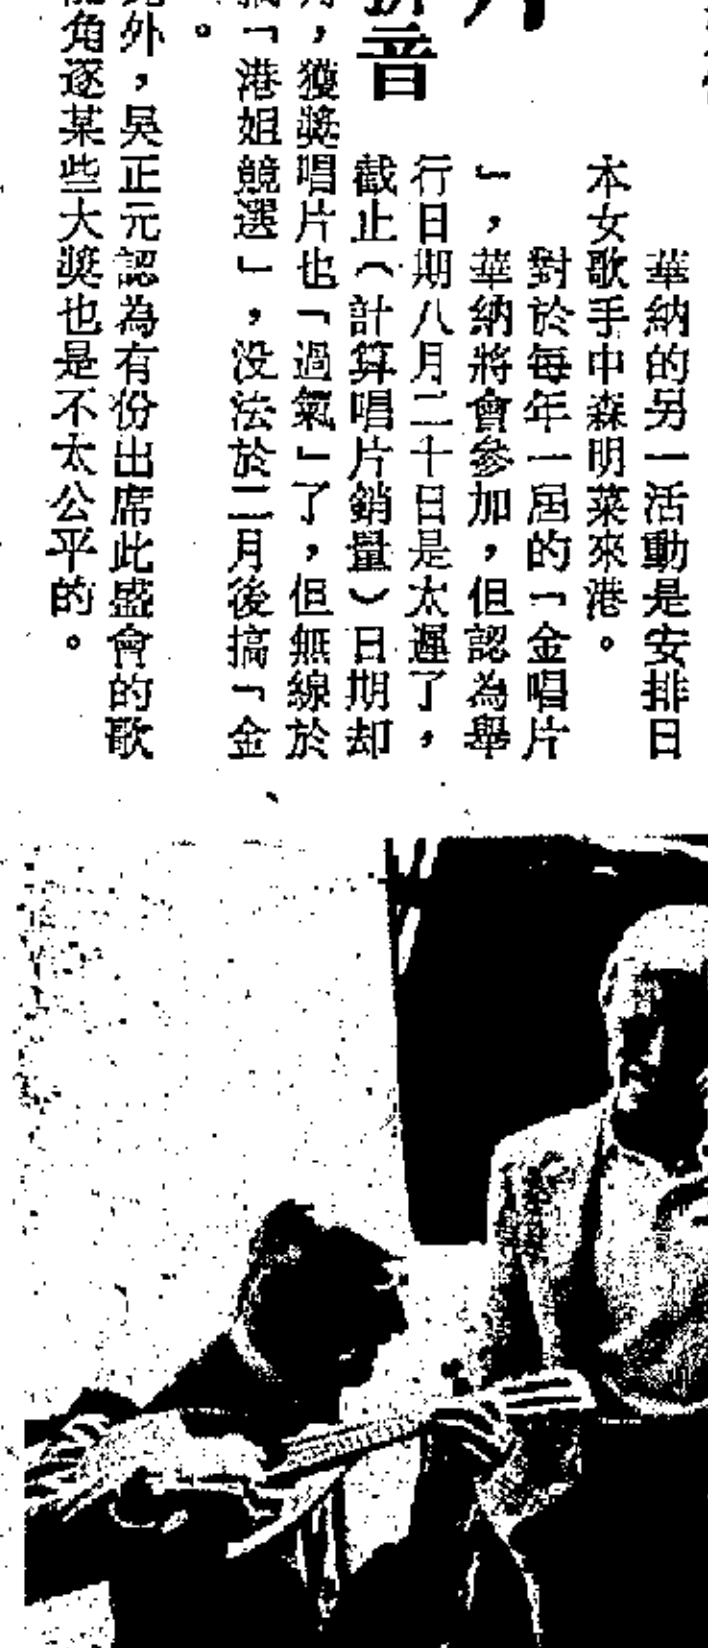 音
華納的另一活動是安排日
本女歌手中森明菜來港。
對於每年一屆的「金唱片
」，華納將會參加，但認為舉
行日期八月二十日是太遲了，
截止（計算唱片銷量）日期却
，獲獎唱片也「過氣」了，但無線於
「港姐競選」，没法於二月後搞「金
。
外，吳正元認為有份出席此盛會的歌
角逐某些大獎也是不太公平的。